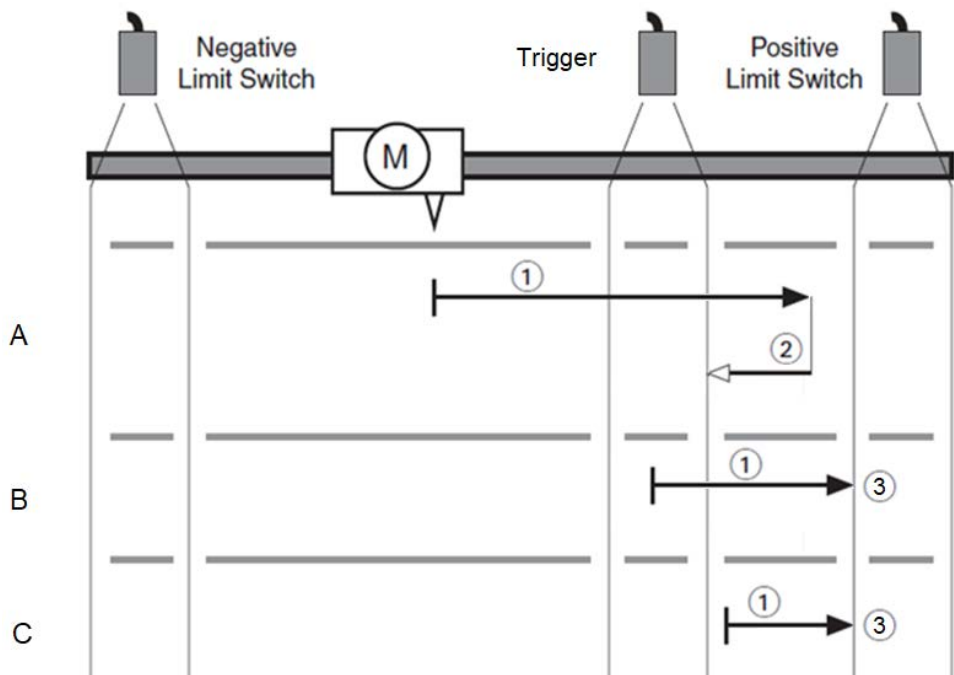 Negative
Limit Switch
Trigger
Positive
Limit Switch
M
1
A
2
B
1
3
C
1
3